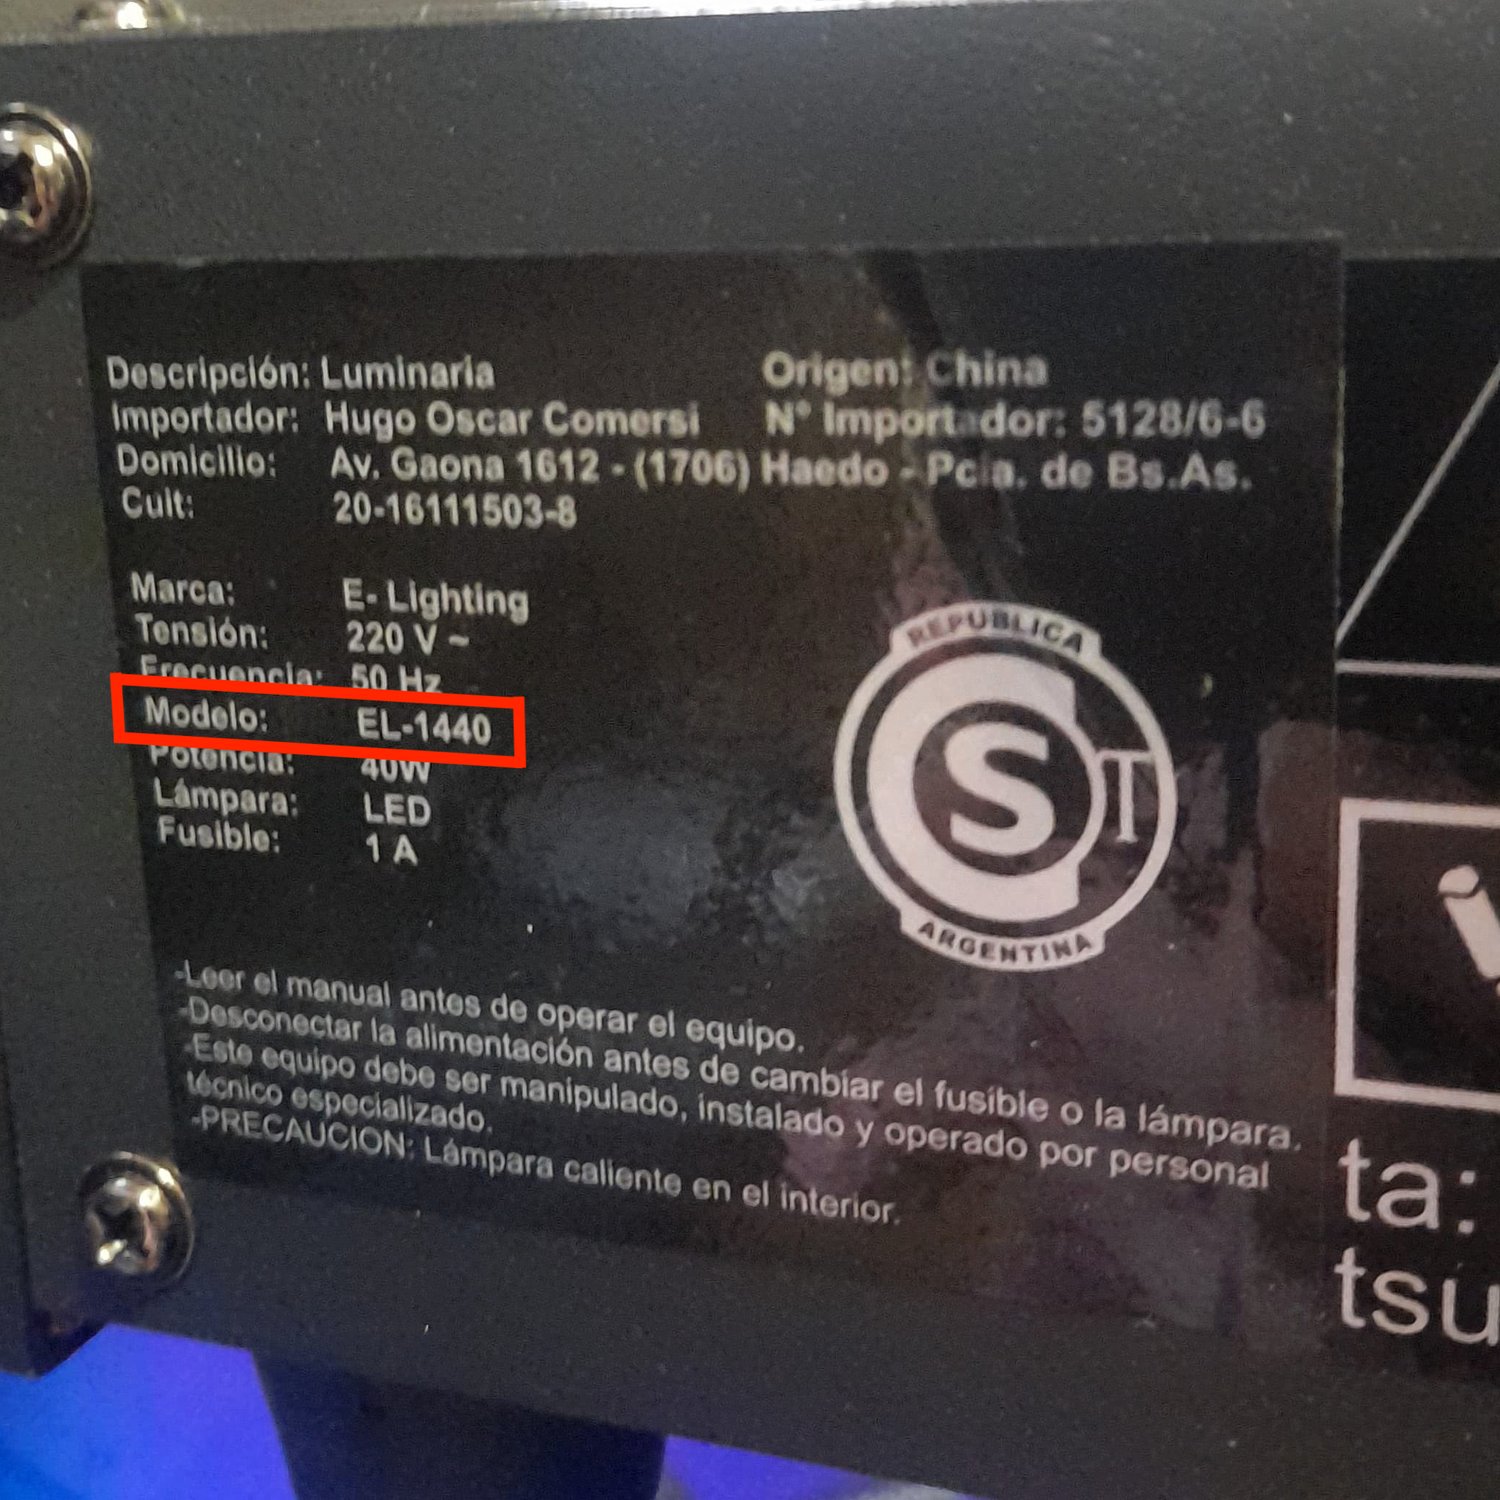 Descripción: Luminaria Origen: China
Importador: Hugo Oscar Comersi N° Importador: 5128/6-6
Domicilio: Av. Gaona 1612 - (1706) Haedo - Pcia. de Bs.As.
Cuit: 20-16111503-8
Marca: E- Lighting
Tensión: 220 V ~
Frecuencia: 50 Hz
Modelo: EL-1440
Potencia: 40W
Lámpara: LED
Fusible: 1 A
REPUBLICA
CS
T
ARGENTINA
-Leer el manual antes de operar el equipo.
-Desconectar la alimentación antes de cambiar el fusible o la lámpara.
-Este equipo debe ser manipulado, instalado y operado por personal
técnico especializado.
-PRECAUCION: Lámpara caliente en el interior.
ta:
tsu